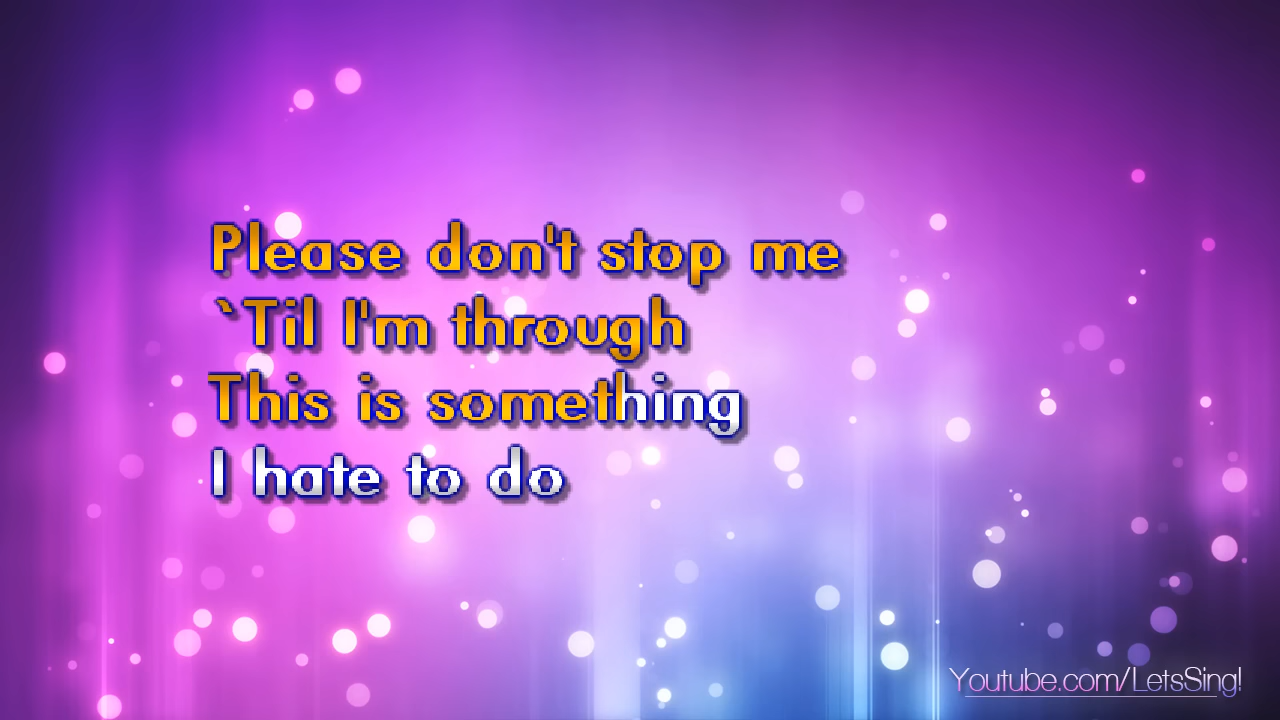 Please don't stop me
`Til I'm through
This is something
I hate to do
Youtube.com/LetsSing!